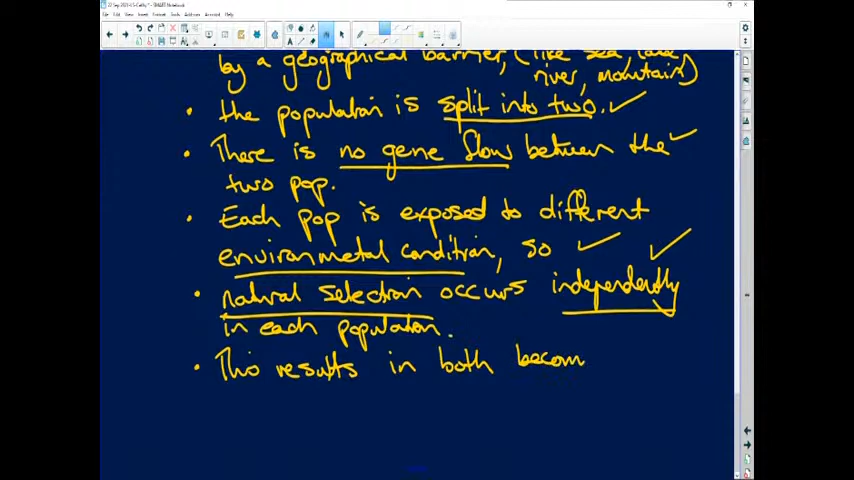 by a geographical barrier, (like sea, lake,
river, mountain)
• the population is split into two.
• There is no gene flow between the
two pop.
• Each pop is exposed to different
environmetal condition, so
• natural selection occurs independently
in each population.
• This results in both becom